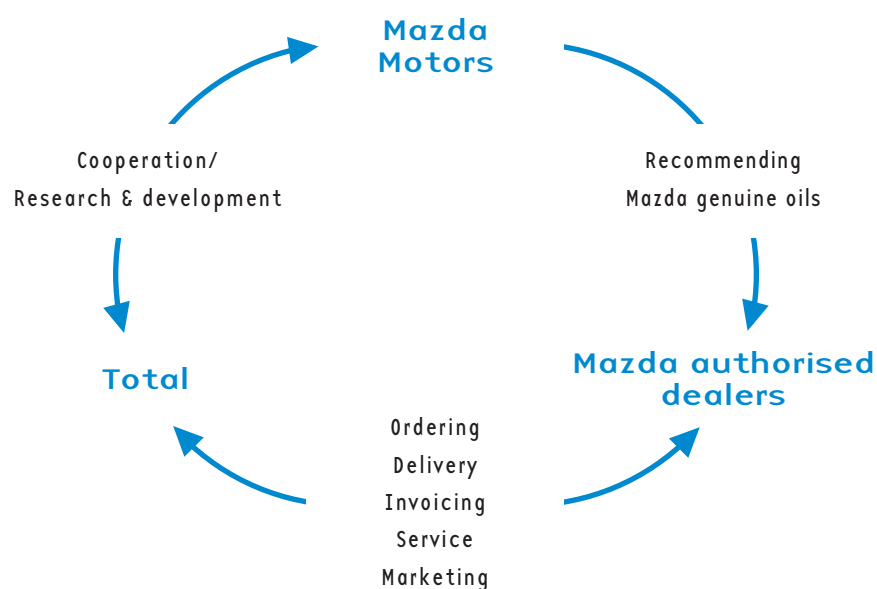 Mazda
Motors
Cooperation/
Research & development
Recommending
Mazda genuine oils
Total
Mazda authorised
dealers
Ordering
Delivery
Invoicing
Service
Marketing